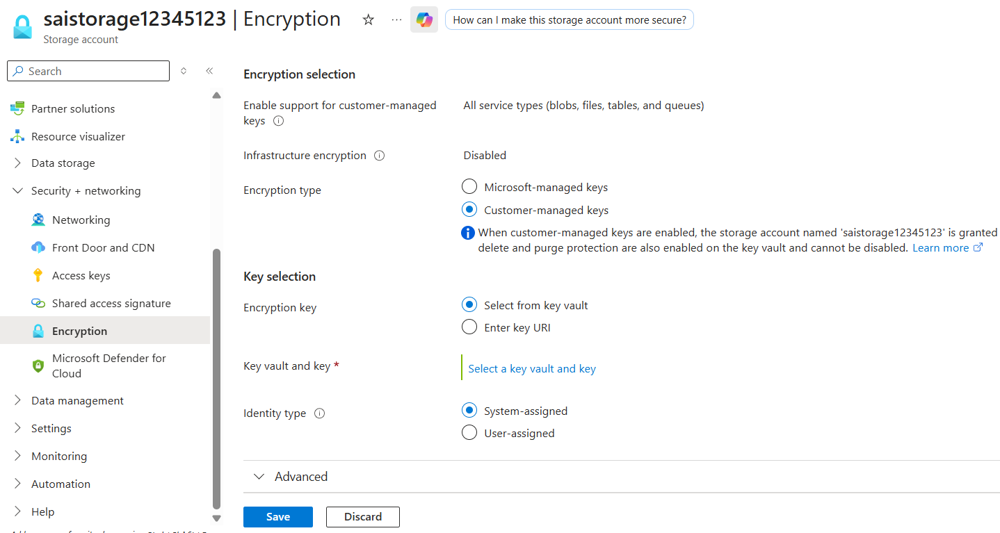 saistorage12345123 | Encryption
How can I make this storage account more secure?
Storage account
Search
Partner solutions
Resource visualizer
Data storage
Security + networking
Networking
Front Door and CDN
Access keys
Shared access signature
Encryption
Microsoft Defender for
Cloud
Data management
Settings
Monitoring
Automation
Help
Encryption selection
Enable support for customer-managed
keys
All service types (blobs, files, tables, and queues)
Infrastructure encryption
Disabled
Encryption type
Microsoft-managed keys
Customer-managed keys
When customer-managed keys are enabled, the storage account named 'saistorage12345123' is granted
delete and purge protection are also enabled on the key vault and cannot be disabled. Learn more
Key selection
Encryption key
Select from key vault
Enter key URI
Key vault and key *
Select a key vault and key
Identity type
System-assigned
User-assigned
Advanced
Save
Discard